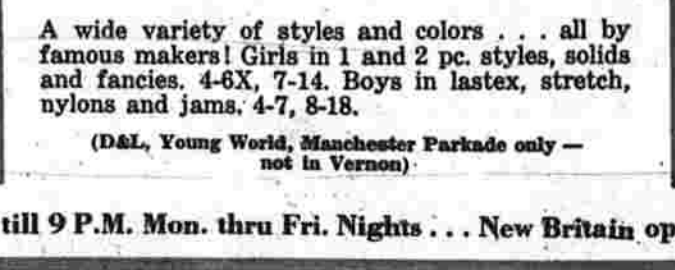 A wide variety of styles and colors . . . all by
famous makers! Girls in 1 and 2 pc. styles, solids
and fancies. 4-6X, 7-14. Boys in lastex, stretch,
nylons and jams. 4-7, 8-18.
(D&L, Young World, Manchester Parkade only —
not in Vernon)
till 9 P.M. Mon. thru Fri. Nights . . . New Britain op